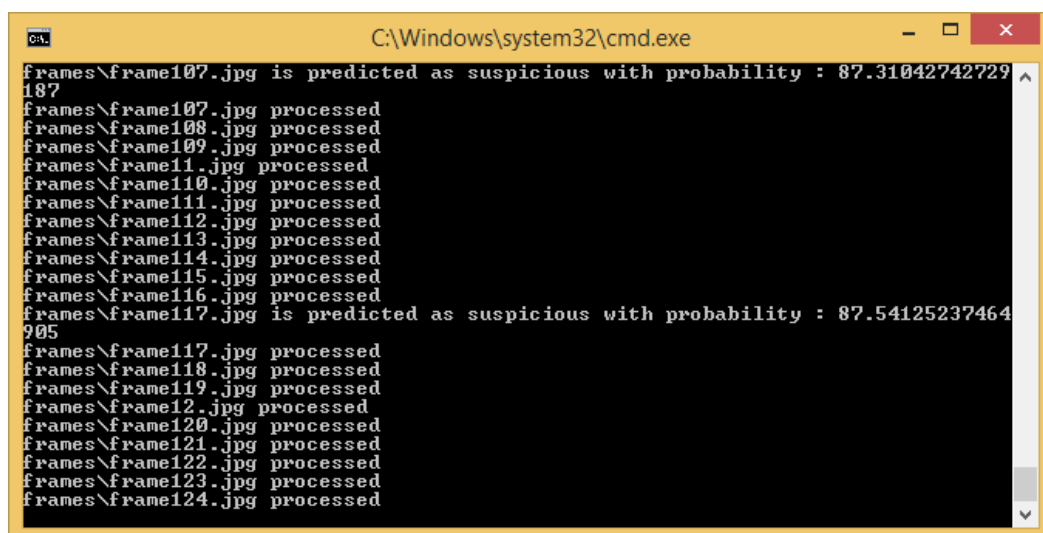 C:\Windows\system32\cmd.exe
frames\frame107.jpg is predicted as suspicious with probability : 87.31042742729
187
frames\frame107.jpg processed
frames\frame108.jpg processed
frames\frame109.jpg processed
frames\frame11.jpg processed
frames\frame110.jpg processed
frames\frame111.jpg processed
frames\frame112.jpg processed
frames\frame113.jpg processed
frames\frame114.jpg processed
frames\frame115.jpg processed
frames\frame116.jpg processed
frames\frame117.jpg is predicted as suspicious with probability : 87.54125237464
905
frames\frame117.jpg processed
frames\frame118.jpg processed
frames\frame119.jpg processed
frames\frame12.jpg processed
frames\frame120.jpg processed
frames\frame121.jpg processed
frames\frame122.jpg processed
frames\frame123.jpg processed
frames\frame124.jpg processed